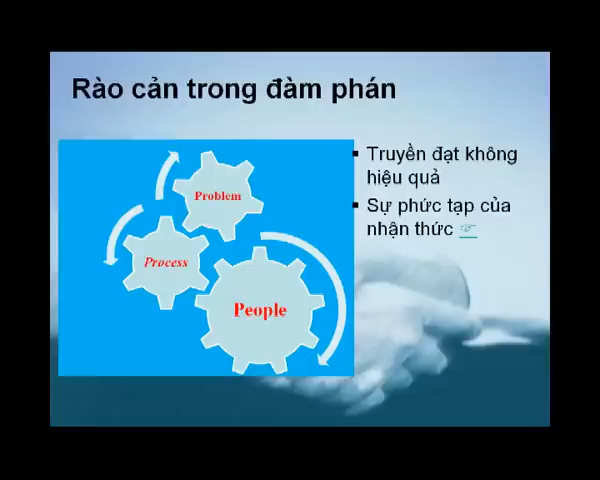 Rào cản trong đàm phán
Problem
Process
People
Truyền đạt không
hiệu quả
Sự phức tạp của
nhận thức ☞